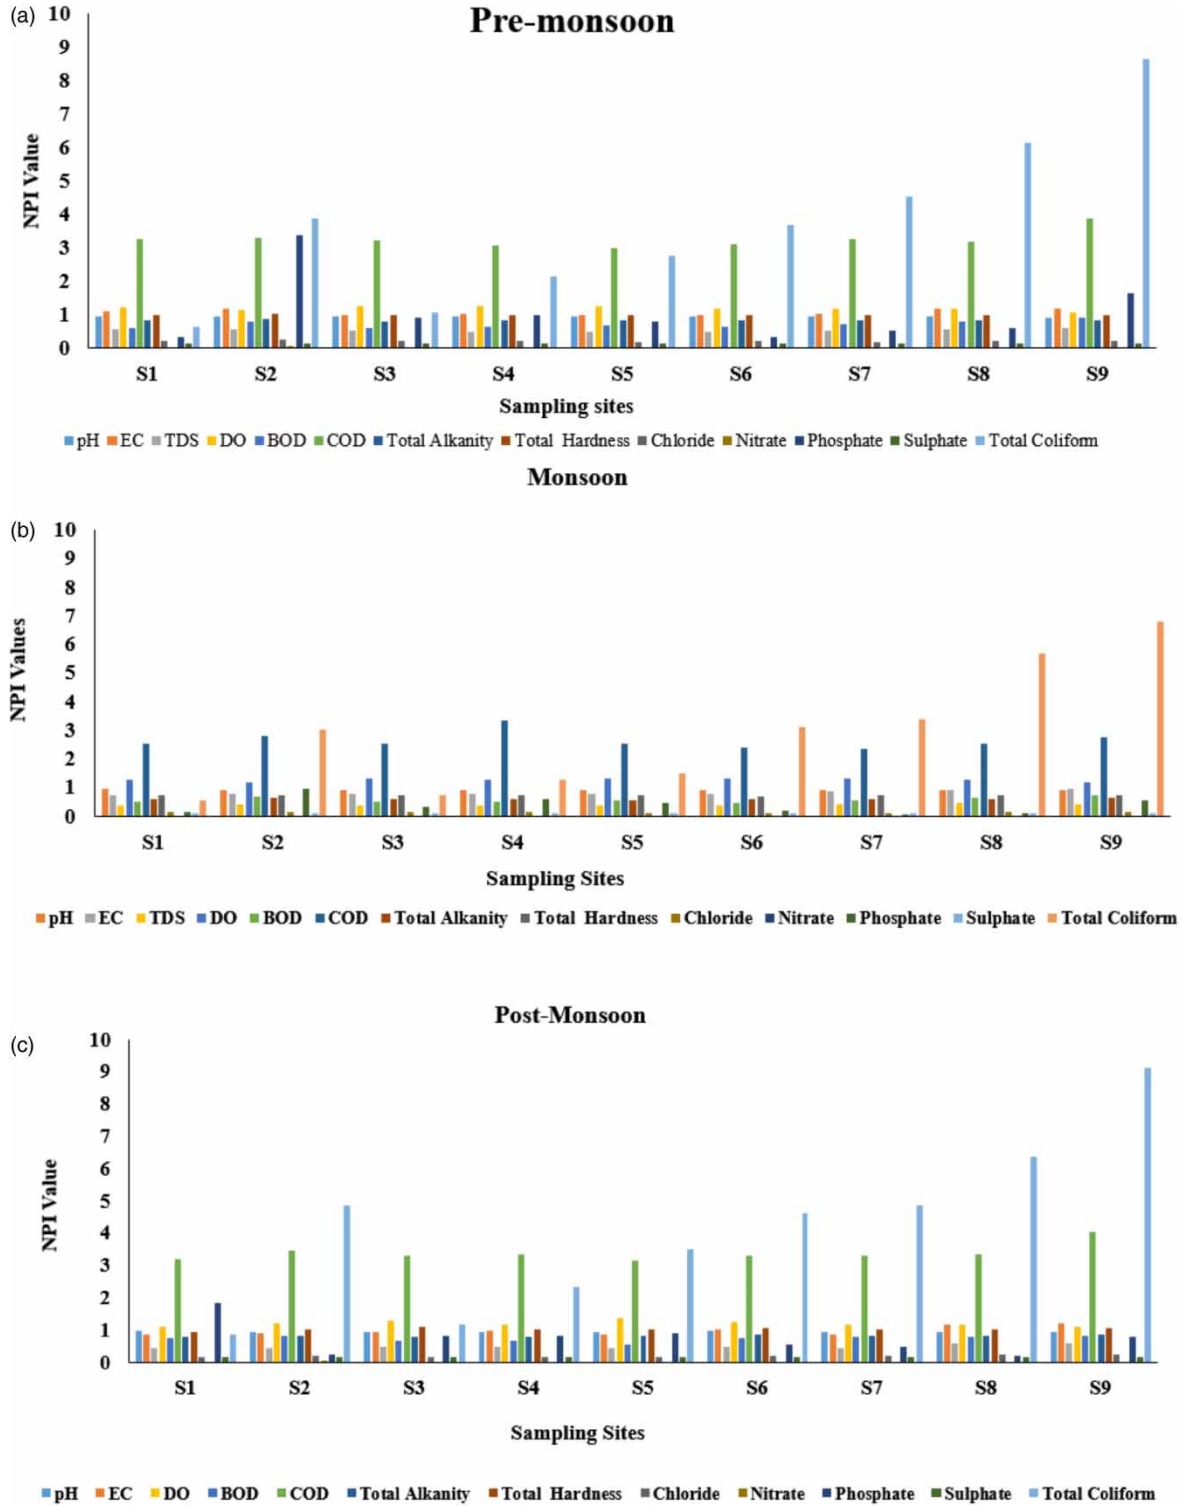 (a)
Pre-monsoon
10
9
8
7
6
5
4
3
2
1
0
NPI Value
S1 S2 S3 S4 S5 S6 S7 S8 S9
Sampling sites
pH EC TDS DO BOD COD Total Alkanity Total Hardness Chloride Nitrate Phosphate Sulphate Total Coliform
Monsoon
(b)
10
9
8
7
6
5
4
3
2
1
0
NPI Values
S1 S2 S3 S4 S5 S6 S7 S8 S9
Sampling Sites
pH EC TDS DO BOD COD Total Alkanity Total Hardness Chloride Nitrate Phosphate Sulphate Total Coliform
Post-Monsoon
(c)
10
9
8
7
6
5
4
3
2
1
0
NPI Value
S1 S2 S3 S4 S5 S6 S7 S8 S9
Sampling Sites
pH EC DO BOD COD Total Alkanity Total Hardness Chloride Nitrate Phosphate Sulphate Total Coliform